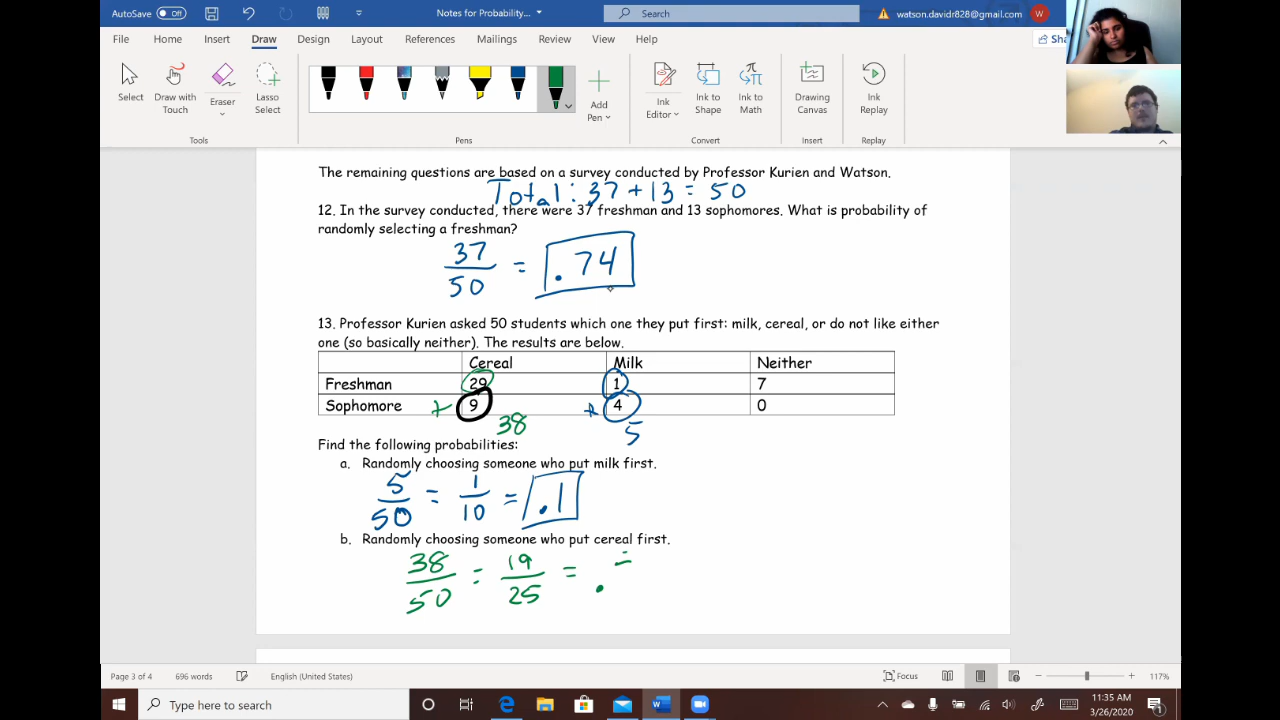 AutoSave Off Notes for Probability... Search watson.davidr828@gmail.com W
File Home Insert Draw Design Layout References Mailings Review View Help
Select Draw with Touch Eraser Lasso Select Add Pen Ink Editor Ink to Shape Ink to Math Drawing Canvas Ink Replay
Tools Pens Convert Insert Replay
The remaining questions are based on a survey conducted by Professor Kurien and Watson.
Total: 37 + 13 = 50
12. In the survey conducted, there were 37 freshman and 13 sophomores. What is probability of
randomly selecting a freshman?
37/50 = .74
13. Professor Kurien asked 50 students which one they put first: milk, cereal, or do not like either
one (so basically neither). The results are below.
Cereal Milk Neither
Freshman 29 1 7
Sophomore + 9 + 4 0
38 5
Find the following probabilities:
a. Randomly choosing someone who put milk first.
5/50 = 1/10 = .1
b. Randomly choosing someone who put cereal first.
38/50 = 19/25 = .
Page 3 of 4 696 words English (United States) Focus 117%
Type here to search 11:35 AM
3/26/2020 1